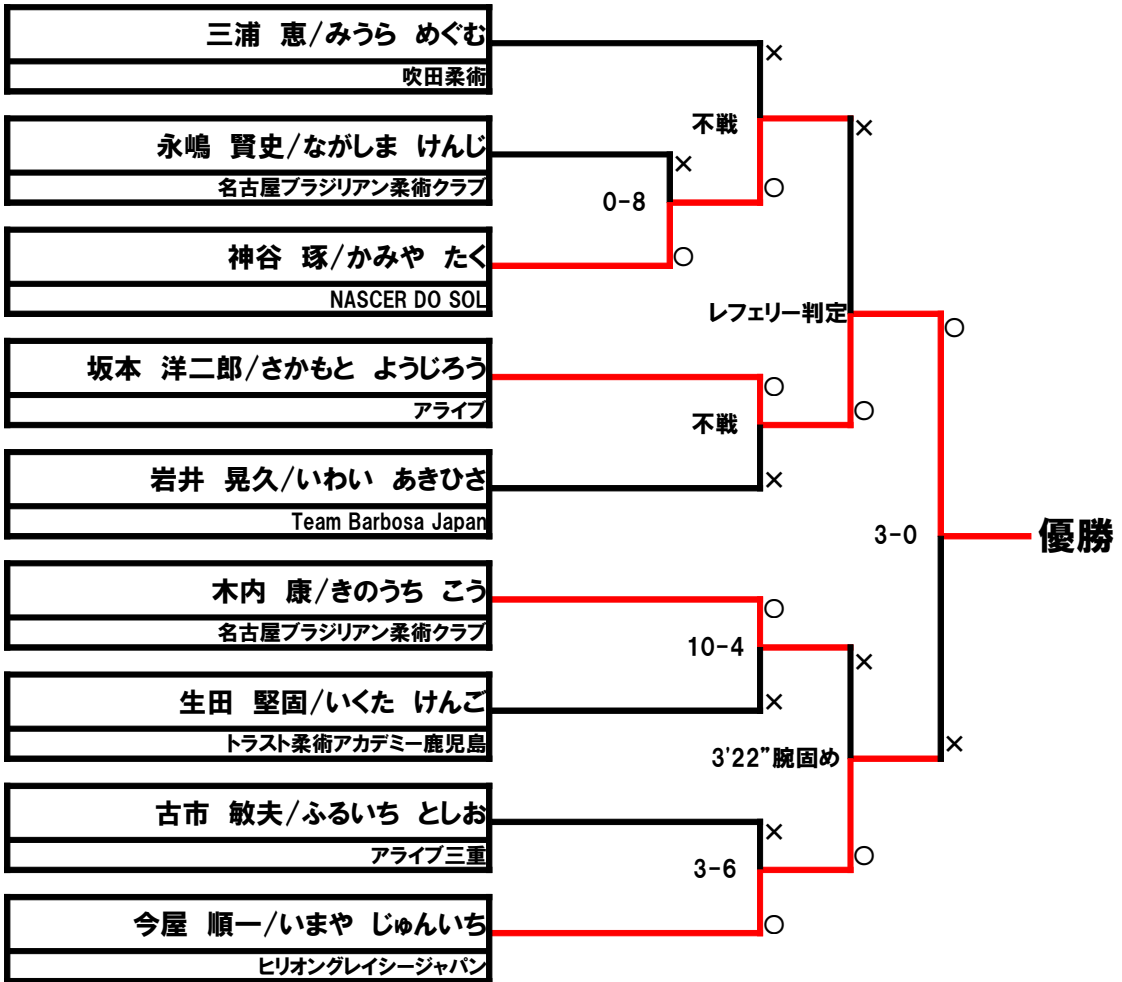 三浦 恵/みうら めぐむ
吹田柔術
×
不戦
×
永嶋 賢史/ながしま けんじ
名古屋ブラジリアン柔術クラブ
×
0-8
○
神谷 琢/かみや たく
NASCER DO SOL
○
レフェリー判定
○
坂本 洋二郎/さかもと ようじろう
アライブ
○
不戦
○
岩井 晃久/いわい あきひさ
Team Barbosa Japan
×
3-0
優勝
木内 康/きのうち こう
名古屋ブラジリアン柔術クラブ
○
10-4
×
生田 堅固/いくた けんご
トラスト柔術アカデミー鹿児島
×
3'22”腕固め
×
古市 敏夫/ふるいち としお
アライブ三重
×
3-6
○
今屋 順一/いまや じゅんいち
ヒリオングレイシージャパン
○